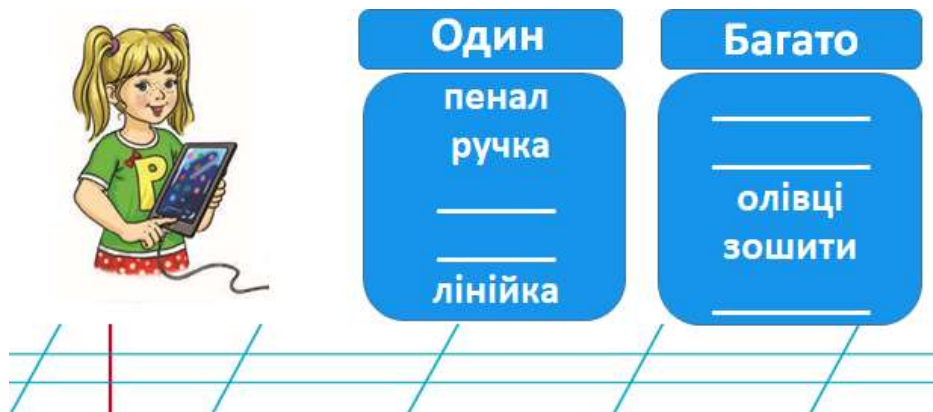 Один
пенал
ручка
лінійка
Багато
олівці
зошити
Р